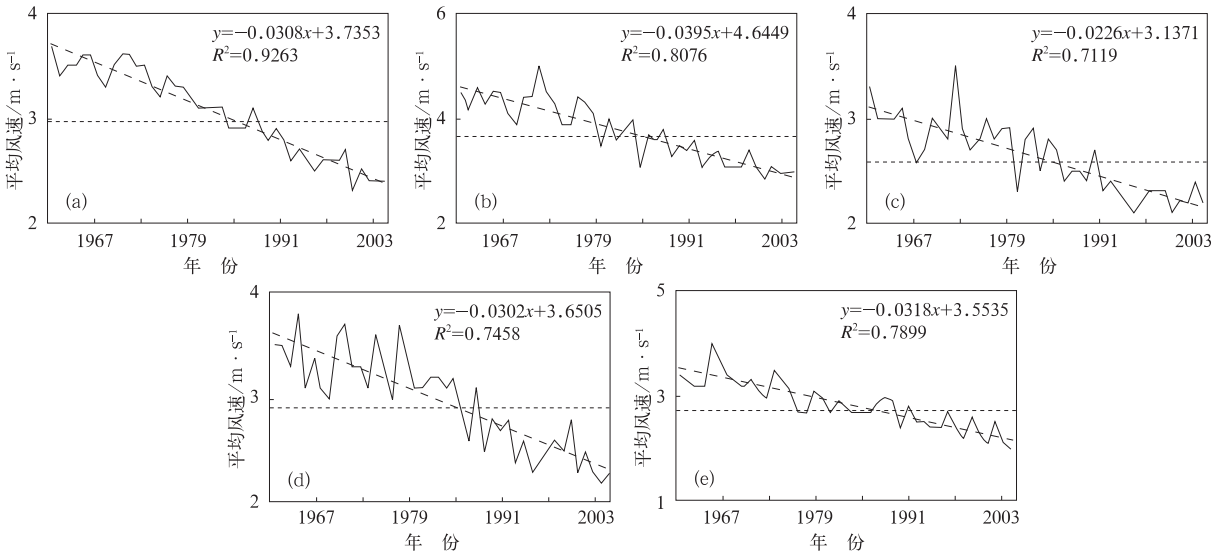 4
y=−0.0308x+3.7353
R²=0.9263
3
平均风速/m · s⁻¹
(a)
2
1967 1979 1991 2003
年 份
6
y=−0.0395x+4.6449
R²=0.8076
5
4
平均风速/m · s⁻¹
3
(b)
2
1967 1979 1991 2003
年 份
4
y=−0.0226x+3.1371
R²=0.7119
3
平均风速/m · s⁻¹
(c)
2
1967 1979 1991 2003
年 份
4
y=−0.0302x+3.6505
R²=0.7458
3
平均风速/m · s⁻¹
(d)
2
1967 1979 1991 2003
年 份
5
y=−0.0318x+3.5535
R²=0.7899
3
平均风速/m · s⁻¹
(e)
1
1967 1979 1991 2003
年 份